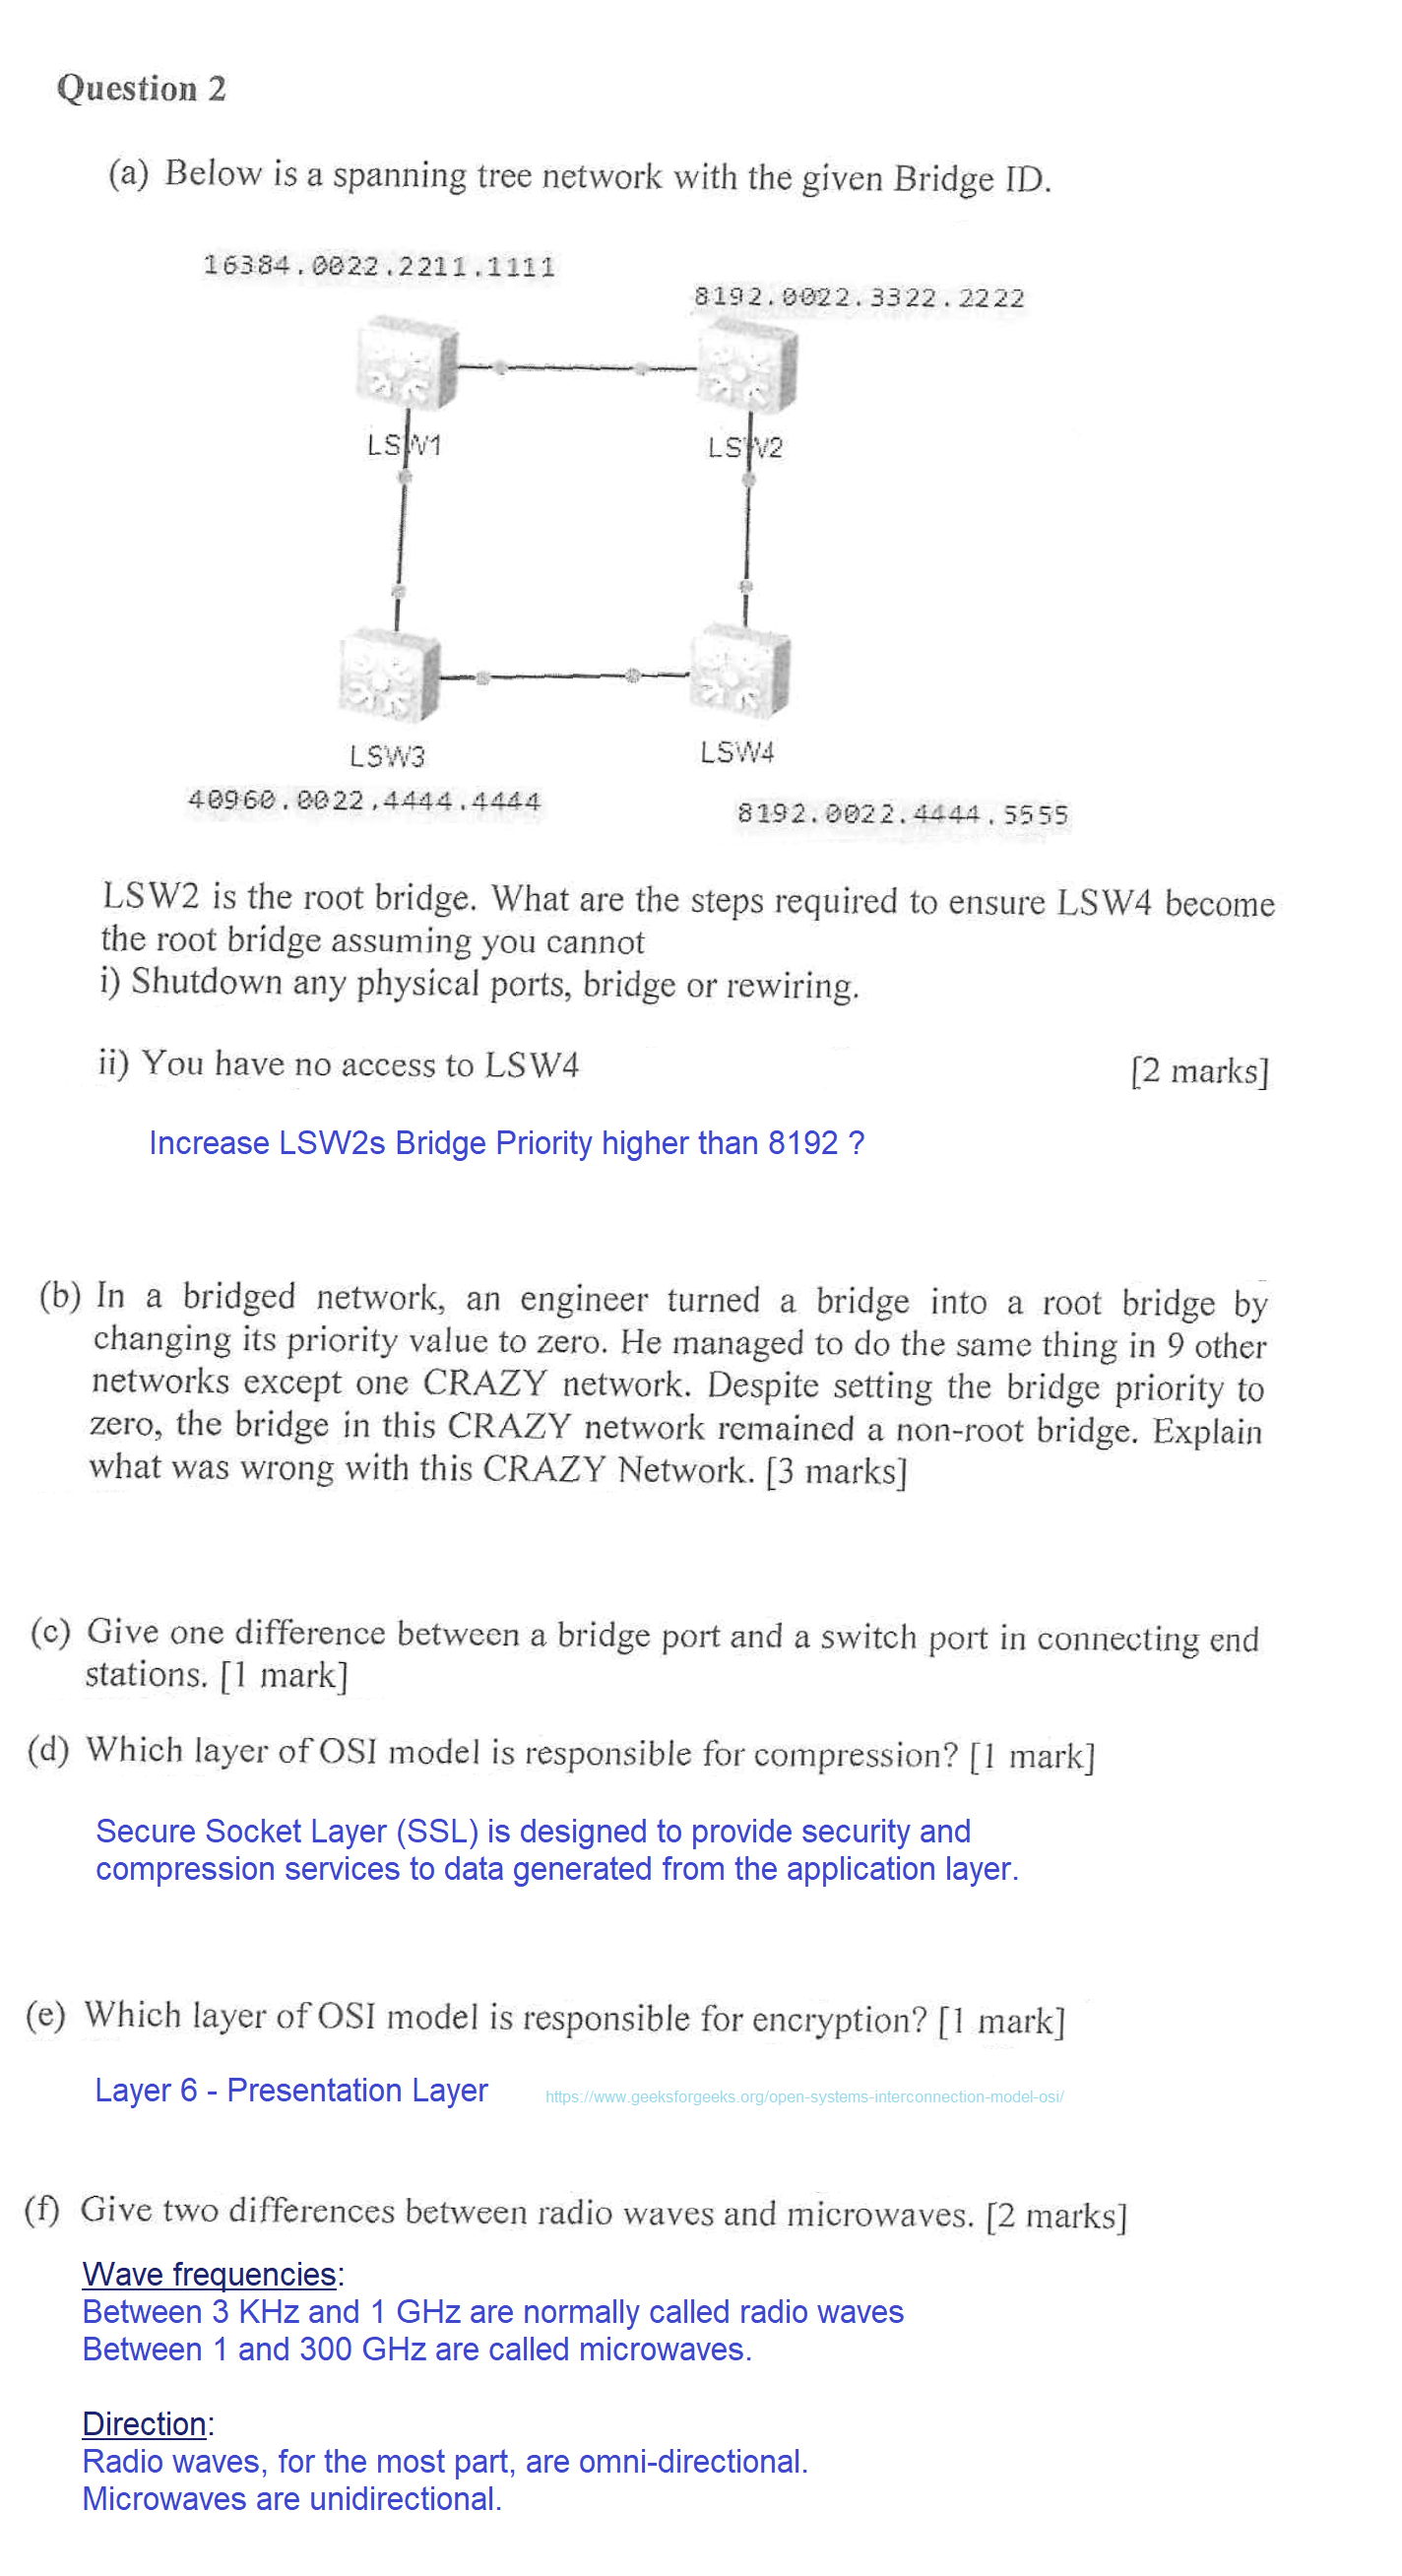 Question 2
(a) Below is a spanning tree network with the given Bridge ID.
16384.0022.2211.1111
8192.0022.3322.2222
LSW1
LSW2
LSW3
LSW4
40960.0022.4444.4444
8192.0022.4444.5555
LSW2 is the root bridge. What are the steps required to ensure LSW4 become
the root bridge assuming you cannot
i) Shutdown any physical ports, bridge or rewiring.
ii) You have no access to LSW4
[2 marks]
Increase LSW2s Bridge Priority higher than 8192 ?
(b) In a bridged network, an engineer turned a bridge into a root bridge by
changing its priority value to zero. He managed to do the same thing in 9 other
networks except one CRAZY network. Despite setting the bridge priority to
zero, the bridge in this CRAZY network remained a non-root bridge. Explain
what was wrong with this CRAZY Network. [3 marks]
(c) Give one difference between a bridge port and a switch port in connecting end
stations. [1 mark]
(d) Which layer of OSI model is responsible for compression? [1 mark]
Secure Socket Layer (SSL) is designed to provide security and
compression services to data generated from the application layer.
(e) Which layer of OSI model is responsible for encryption? [1 mark]
Layer 6 - Presentation Layer https://www.geeksforgeeks.org/open-systems-interconnection-model-osi/
(f) Give two differences between radio waves and microwaves. [2 marks]
Wave frequencies:
Between 3 KHz and 1 GHz are normally called radio waves
Between 1 and 300 GHz are called microwaves.
Direction:
Radio waves, for the most part, are omni-directional.
Microwaves are unidirectional.